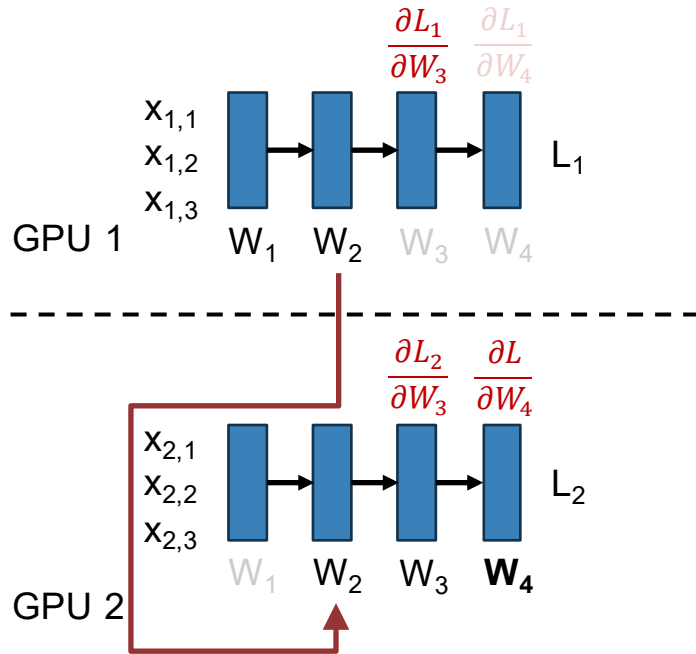 ∂L₁/∂W₃ ∂L₁/∂W₄
x₁,₁
x₁,₂
x₁,₃
L₁
GPU 1
W₁ W₂ W₃ W₄
∂L₂/∂W₃ ∂L/∂W₄
x₂,₁
x₂,₂
x₂,₃
L₂
W₁ W₂ W₃ W₄
GPU 2